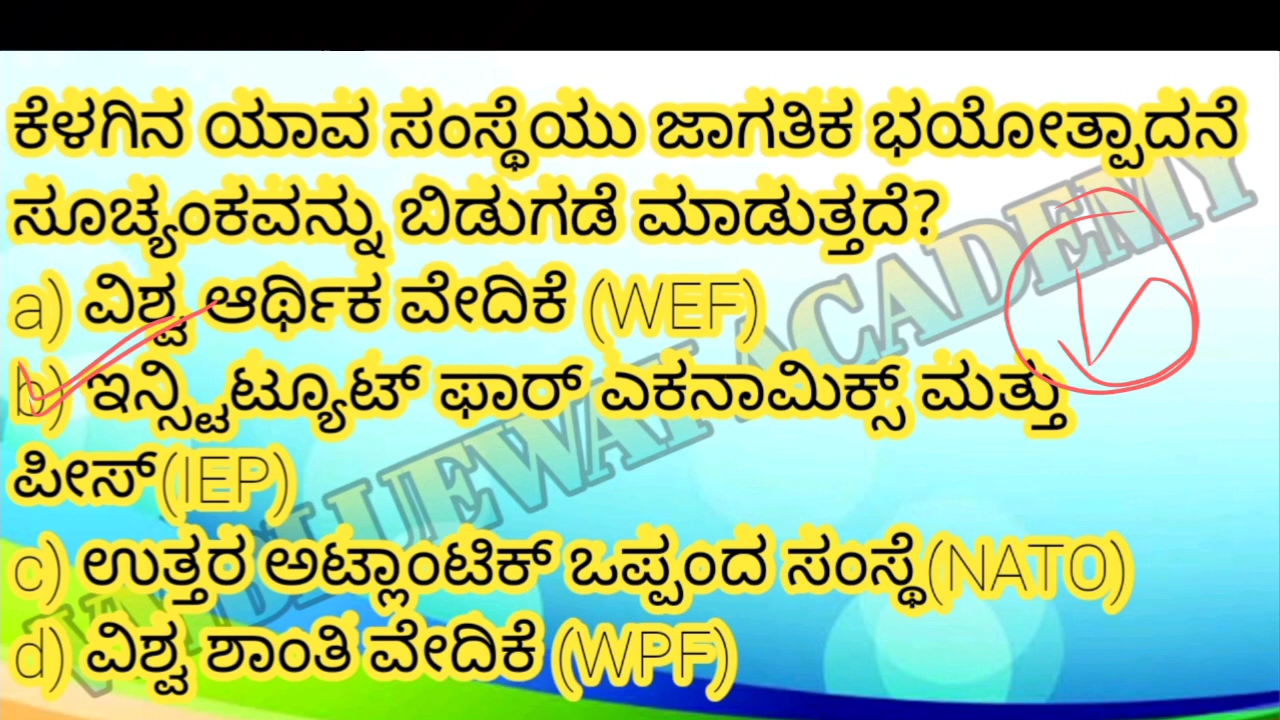 ಕೆಳಗಿನ ಯಾವ ಸಂಸ್ಥೆಯು ಜಾಗತಿಕ ಭಯೋತ್ಪಾದನೆ
ಸೂಚ್ಯಂಕವನ್ನು ಬಿಡುಗಡೆ ಮಾಡುತ್ತದೆ?
a) ವಿಶ್ವ ಆರ್ಥಿಕ ವೇದಿಕೆ (WEF)
b) ಇನ್ಸ್ಟಿಟ್ಯೂಟ್ ಫಾರ್ ಎಕನಾಮಿಕ್ಸ್ ಮತ್ತು
ಪೀಸ್(IEP)
c) ಉತ್ತರ ಅಟ್ಲಾಂಟಿಕ್ ಒಪ್ಪಂದ ಸಂಸ್ಥೆ(NATO)
d) ವಿಶ್ವ ಶಾಂತಿ ವೇದಿಕೆ (WPF)
ACADEMY